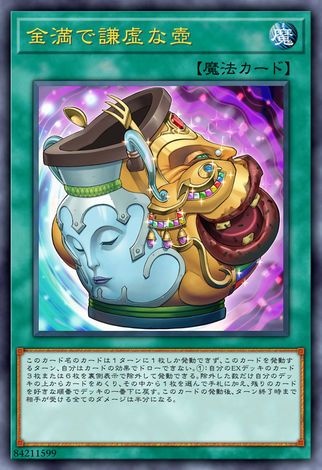 金満で謙虚な壺
魔
【魔法カード】
このカード名のカードは１ターンに１枚しか発動できず、このカードを発動す
るターン、自分はカードの効果でドローできない。①：自分のEXデッキのカード
３枚または６枚を裏側表示で除外して発動できる。除外した数だけ自分のデッ
キの上からカードをめくり、その中から１枚を選んで手札に加え、残りのカード
を好きな順番でデッキの一番下に戻す。このカードの発動後、ターン終了時まで
相手が受ける全てのダメージは半分になる。
84211599